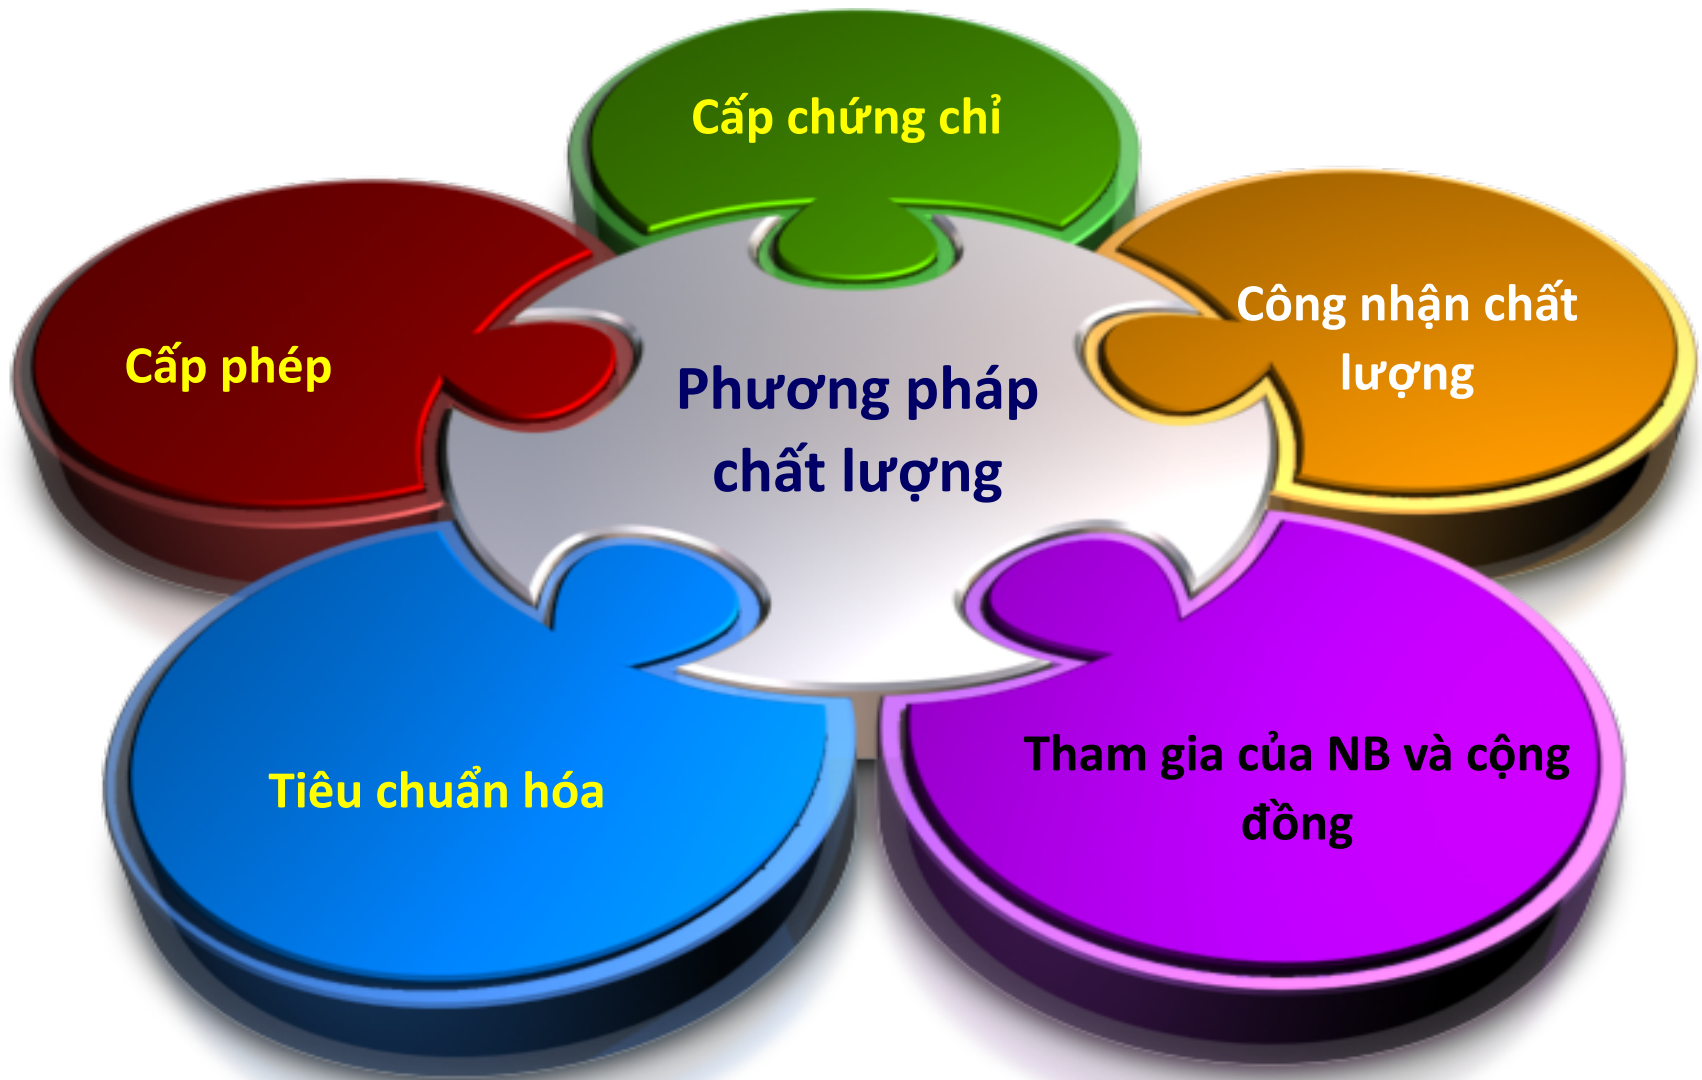 Cấp chứng chỉ
Công nhận chất
lượng
Cấp phép
Phương pháp
chất lượng
Tiêu chuẩn hóa
Tham gia của NB và cộng
đồng